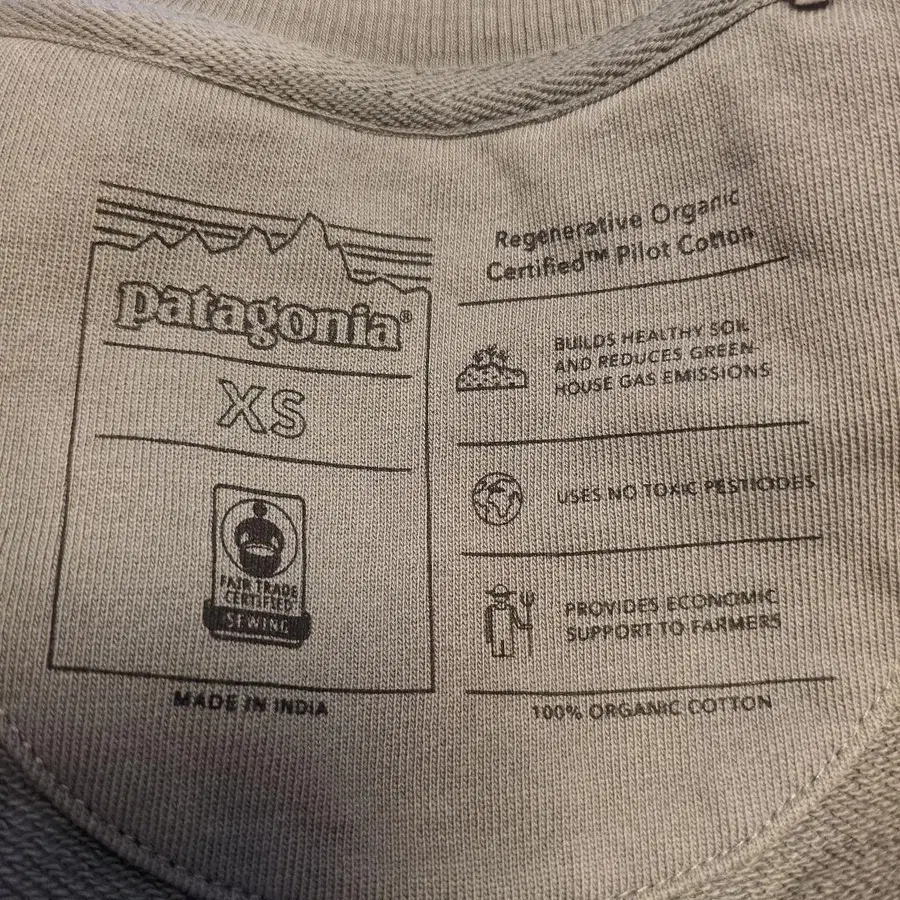 patagonia®
XS
FAIR TRADE
CERTIFIED™
SEWING
MADE IN INDIA
Regenerative Organic
Certified™ Pilot Cotton
BUILDS HEALTHY SOIL
AND REDUCES GREEN
HOUSE GAS EMISSIONS
USES NO TOXIC PESTICIDES
PROVIDES ECONOMIC
SUPPORT TO FARMERS
100% ORGANIC COTTON